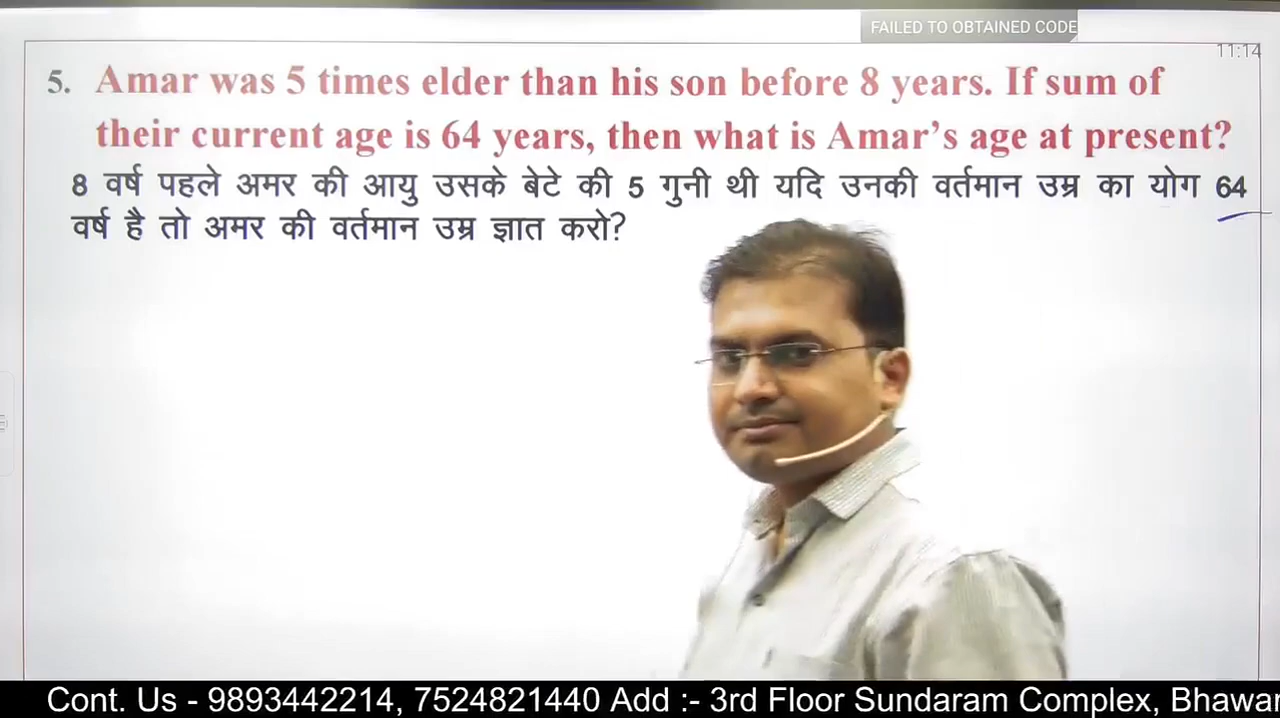 FAILED TO OBTAINED CODE
11:14
5. Amar was 5 times elder than his son before 8 years. If sum of
their current age is 64 years, then what is Amar's age at present?
8 वर्ष पहले अमर की आयु उसके बेटे की 5 गुनी थी यदि उनकी वर्तमान उम्र का योग 64
वर्ष है तो अमर की वर्तमान उम्र ज्ञात करो?
Cont. Us - 9893442214, 7524821440 Add :- 3rd Floor Sundaram Complex, Bhawar